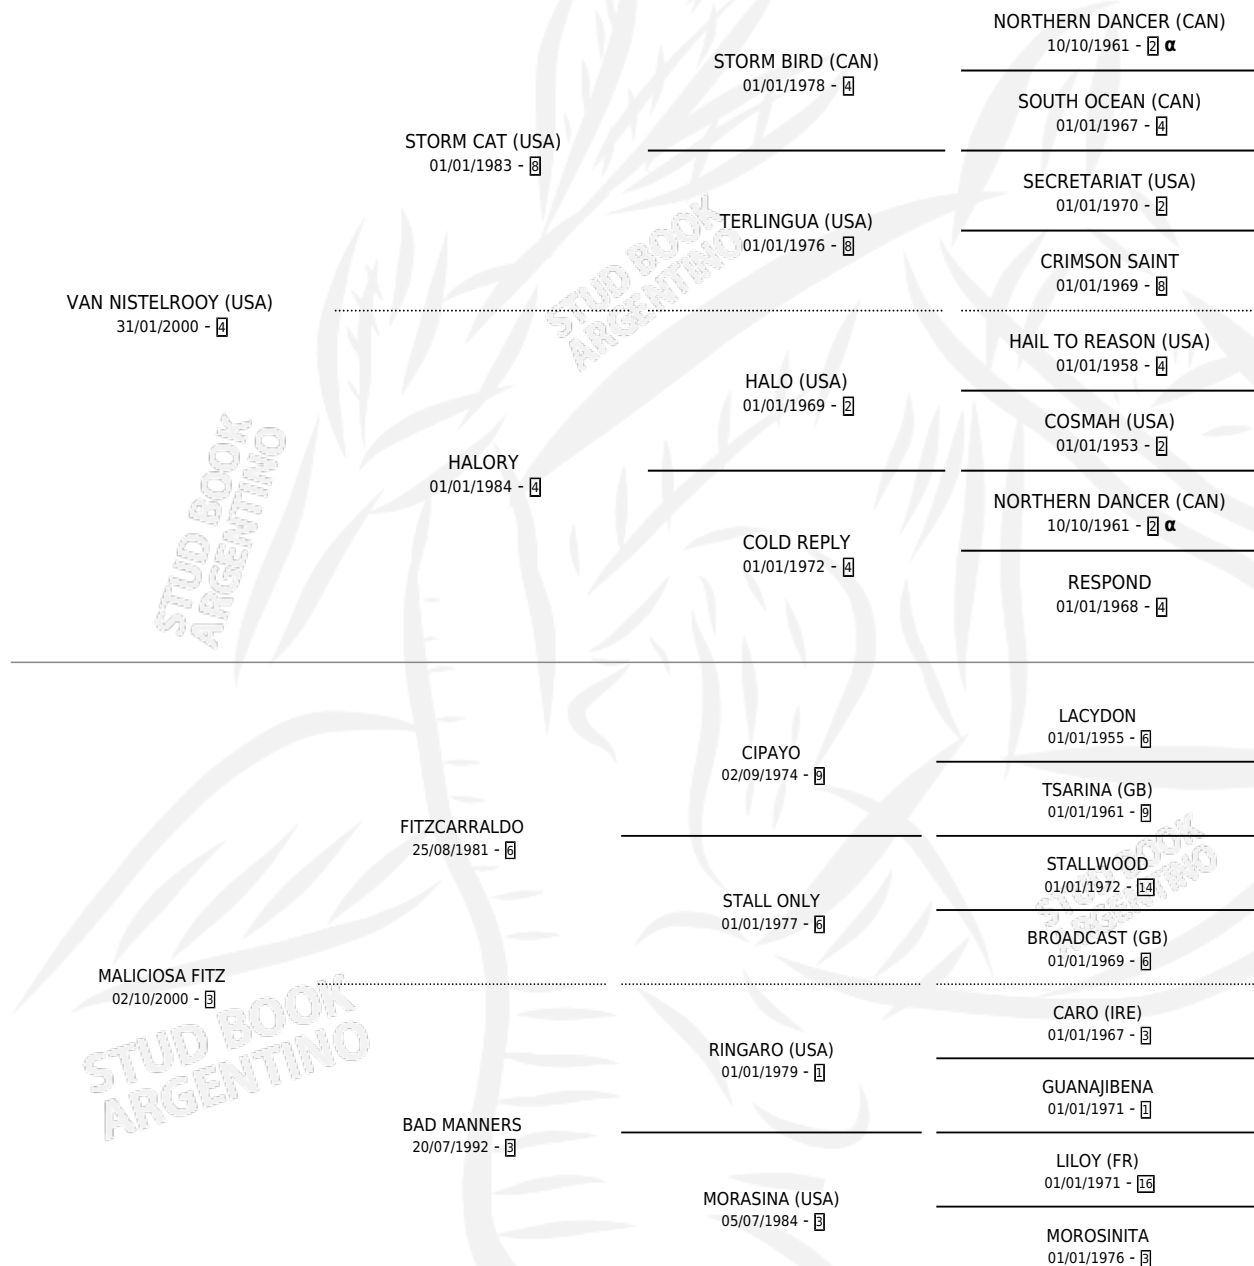 NORTHERN DANCER (CAN)
10/10/1961 - 2 α
STORM BIRD (CAN)
01/01/1978 - 4
SOUTH OCEAN (CAN)
01/01/1967 - 4
STORM CAT (USA)
01/01/1983 - 8
SECRETARIAT (USA)
01/01/1970 - 2
TERLINGUA (USA)
01/01/1976 - 8
CRIMSON SAINT
01/01/1969 - 8
VAN NISTELROOY (USA)
31/01/2000 - 4
HAIL TO REASON (USA)
01/01/1958 - 4
HALO (USA)
01/01/1969 - 2
COSMAH (USA)
01/01/1953 - 2
HALORY
01/01/1984 - 4
NORTHERN DANCER (CAN)
10/10/1961 - 2 α
COLD REPLY
01/01/1972 - 4
RESPOND
01/01/1968 - 4
LACYDON
01/01/1955 - 6
CIPAYO
02/09/1974 - 9
TSARINA (GB)
01/01/1961 - 9
FITZCARRALDO
25/08/1981 - 6
STALLWOOD
01/01/1972 - 14
STALL ONLY
01/01/1977 - 6
BROADCAST (GB)
01/01/1969 - 6
MALICIOSA FITZ
02/10/2000 - 3
CARO (IRE)
01/01/1967 - 3
RINGARO (USA)
01/01/1979 - 1
GUANAJIBENA
01/01/1971 - 1
BAD MANNERS
20/07/1992 - 3
LILOY (FR)
01/01/1971 - 16
MORASINA (USA)
05/07/1984 - 3
MOROSINITA
01/01/1976 - 3
STUD BOOK
ARGENTINO
STUD BOOK
ARGENTINO
STUD BOOK
ARGENTINO
STUD BOOK
ARGENTINO